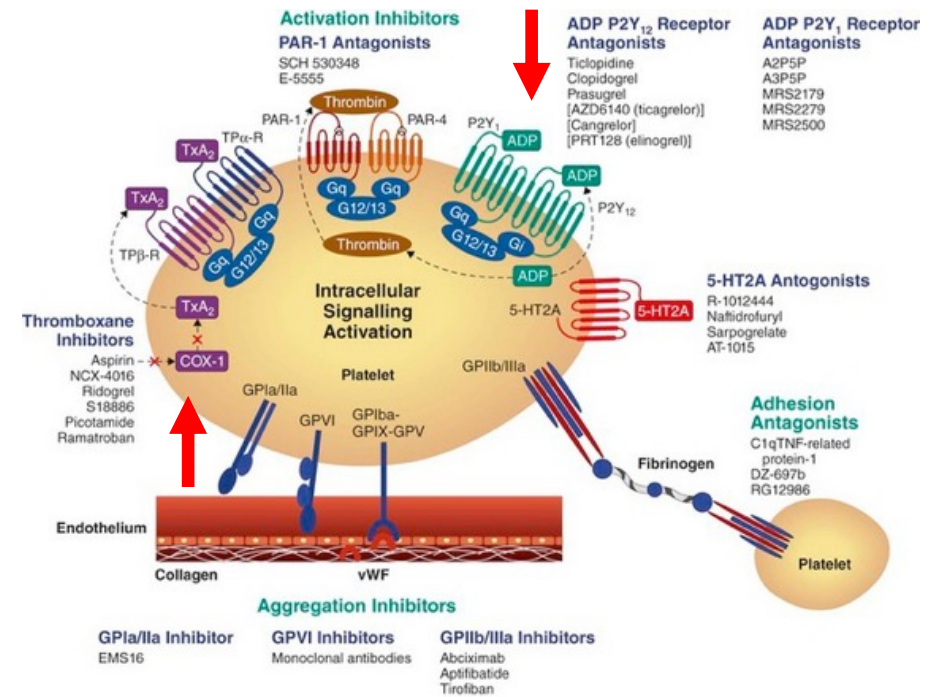 Activation Inhibitors
PAR-1 Antagonists
SCH 530348
E-5555
ADP P2Y12 Receptor
Antagonists
Ticlopidine
Clopidogrel
Prasugrel
[AZD6140 (ticagrelor)]
[Cangrelor]
[PRT128 (elinogrel)]
ADP P2Y1 Receptor
Antagonists
A2P5P
A3P5P
MRS2179
MRS2279
MRS2500
Thrombin
PAR-1
PAR-4
P2Y1
ADP
TPα-R
TxA2
ADP
TxA2
Gq
Gq
G12/13
P2Y12
Gq
Gq
G12/13
Gi
TPβ-R
Gq
G12/13
Thrombin
ADP
TxA2
Intracellular
Signalling
Activation
5-HT2A
5-HT2A
5-HT2A Antogonists
R-1012444
Naftidrofuryl
Sarpogrelate
AT-1015
Thromboxane
Inhibitors
Aspirin
NCX-4016
Ridogrel
S18886
Picotamide
Ramatroban
COX-1
Platelet
GPIIb/IIIa
GPIa/IIa
GPVI
GPIba-
GPIX-GPV
Adhesion
Antagonists
C1qTNF-related
protein-1
DZ-697b
RG12986
Fibrinogen
Endothelium
Platelet
Collagen
vWF
Aggregation Inhibitors
GPIa/IIa Inhibitor
EMS16
GPVI Inhibitors
Monoclonal antibodies
GPIIb/IIIa Inhibitors
Abciximab
Aptifibatide
Tirofiban